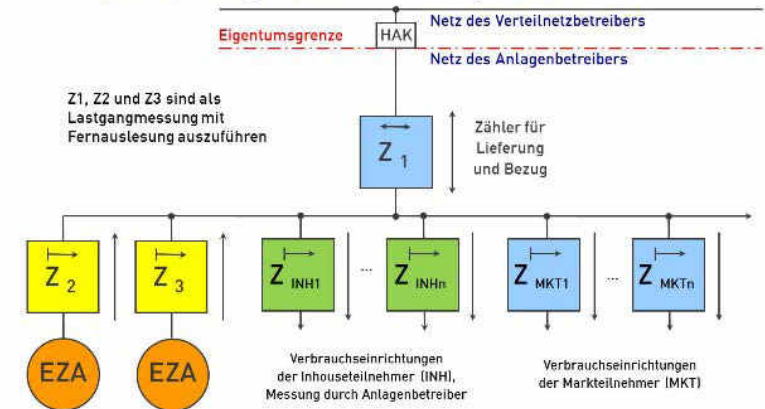 Netz des Verteilnetzbetreibers
Eigentumsgrenze
HAK
Netz des Anlagenbetreibers
Z1, Z2 und Z3 sind als
Lastgangmessung mit
Fernauslesung auszuführen
Z 1
Zähler für
Lieferung
und Bezug
Z 2
Z 3
Z INH1
...
Z INHn
Z MKT1
...
Z MKTn
EZA
EZA
Verbrauchseinrichtungen
der Inhouseteilnehmer (INH),
Messung durch Anlagenbetreiber
Verbrauchseinrichtungen
der Markteilnehmer (MKT)